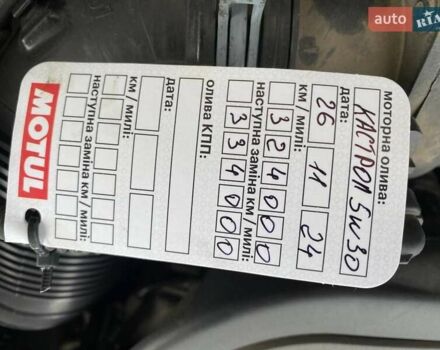 auto RIA
MOTUL
моторна олива:
КАСТРОЛ 5w30
дата:
26 11 24
км / милі:
324000
наступна заміна км / милі:
334000
олива КПП:
дата:
км / милі:
наступна заміна км / милі: